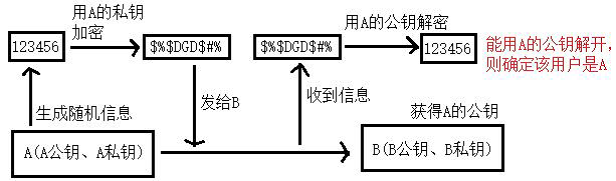 用A的私钥
加密
用A的公钥解密
123456
$%$DGD$#%
$%$DGD$#%
123456
能用A的公钥解开，
则确定该用户是A
生成随机信息
发给B
收到信息
获得A的公钥
A(A公钥、A私钥)
B(B公钥、B私钥)